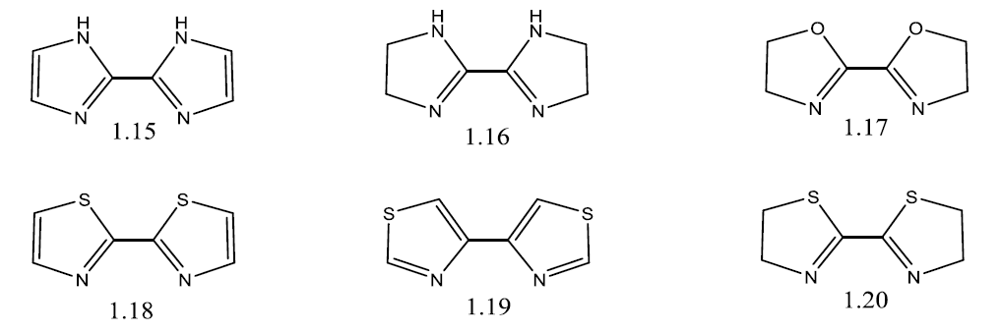 H H H H
N N N N O O
N N N N N N
1.15 1.16 1.17
S S S S S S
N N N N N N
1.18 1.19 1.20